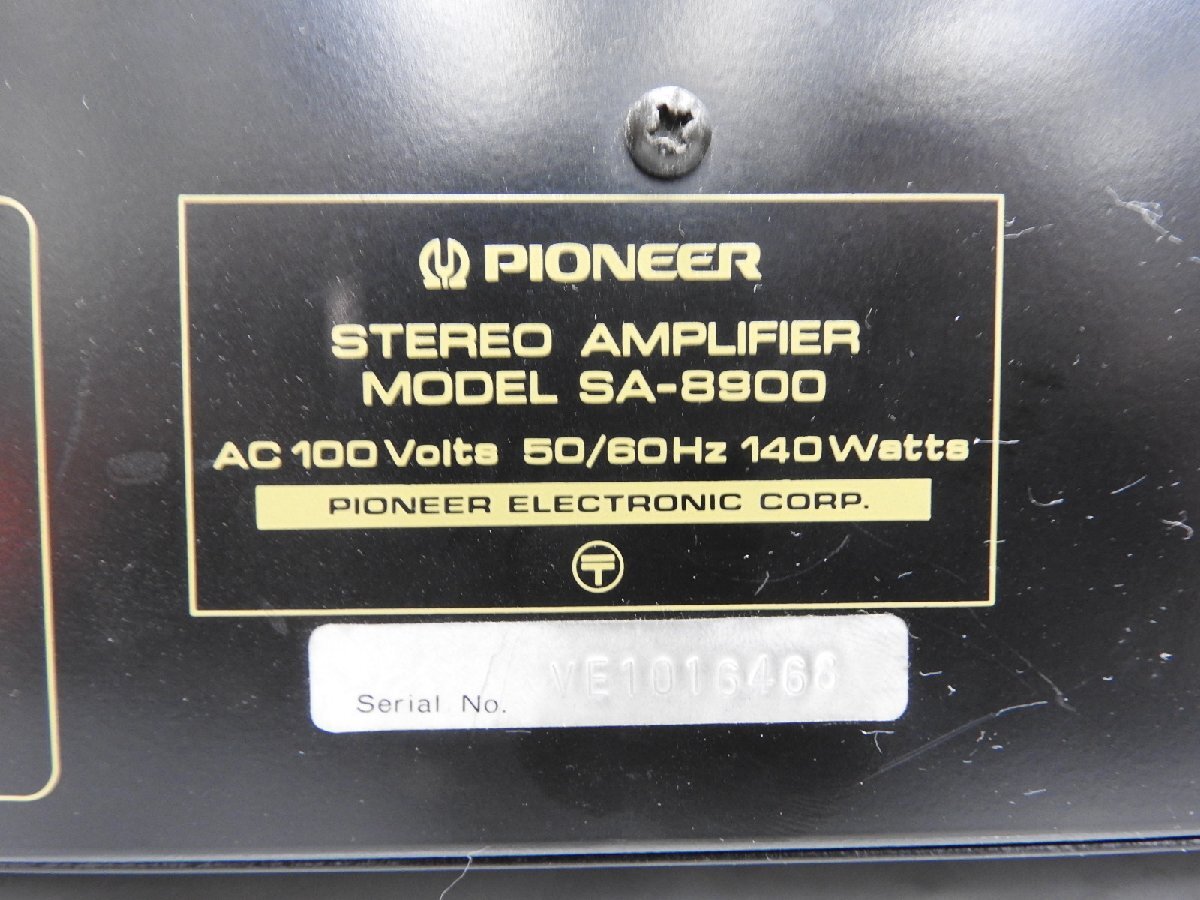 PIONEER
STEREO AMPLIFIER
MODEL SA-8900
AC 100 Volts 50/60Hz 140 Watts
PIONEER ELECTRONIC CORP.
〒
Serial No. VE1016466